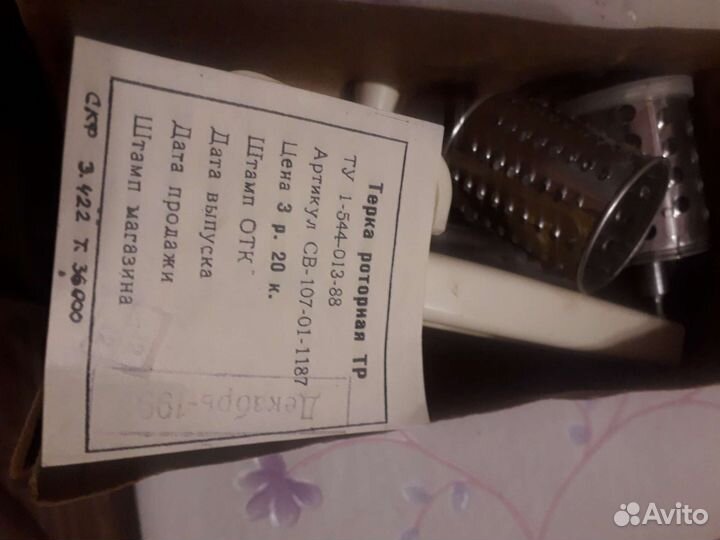 Терка роторная ТР
ТУ 1-544-013-88
Артикул СВ-107-01-1187
Цена 3 р. 20 к.
Штамп ОТК
Дата выпуска
Дата продажи
Штамп магазина
Декабрь-199
СКР 3.422 т. 36000
Avito